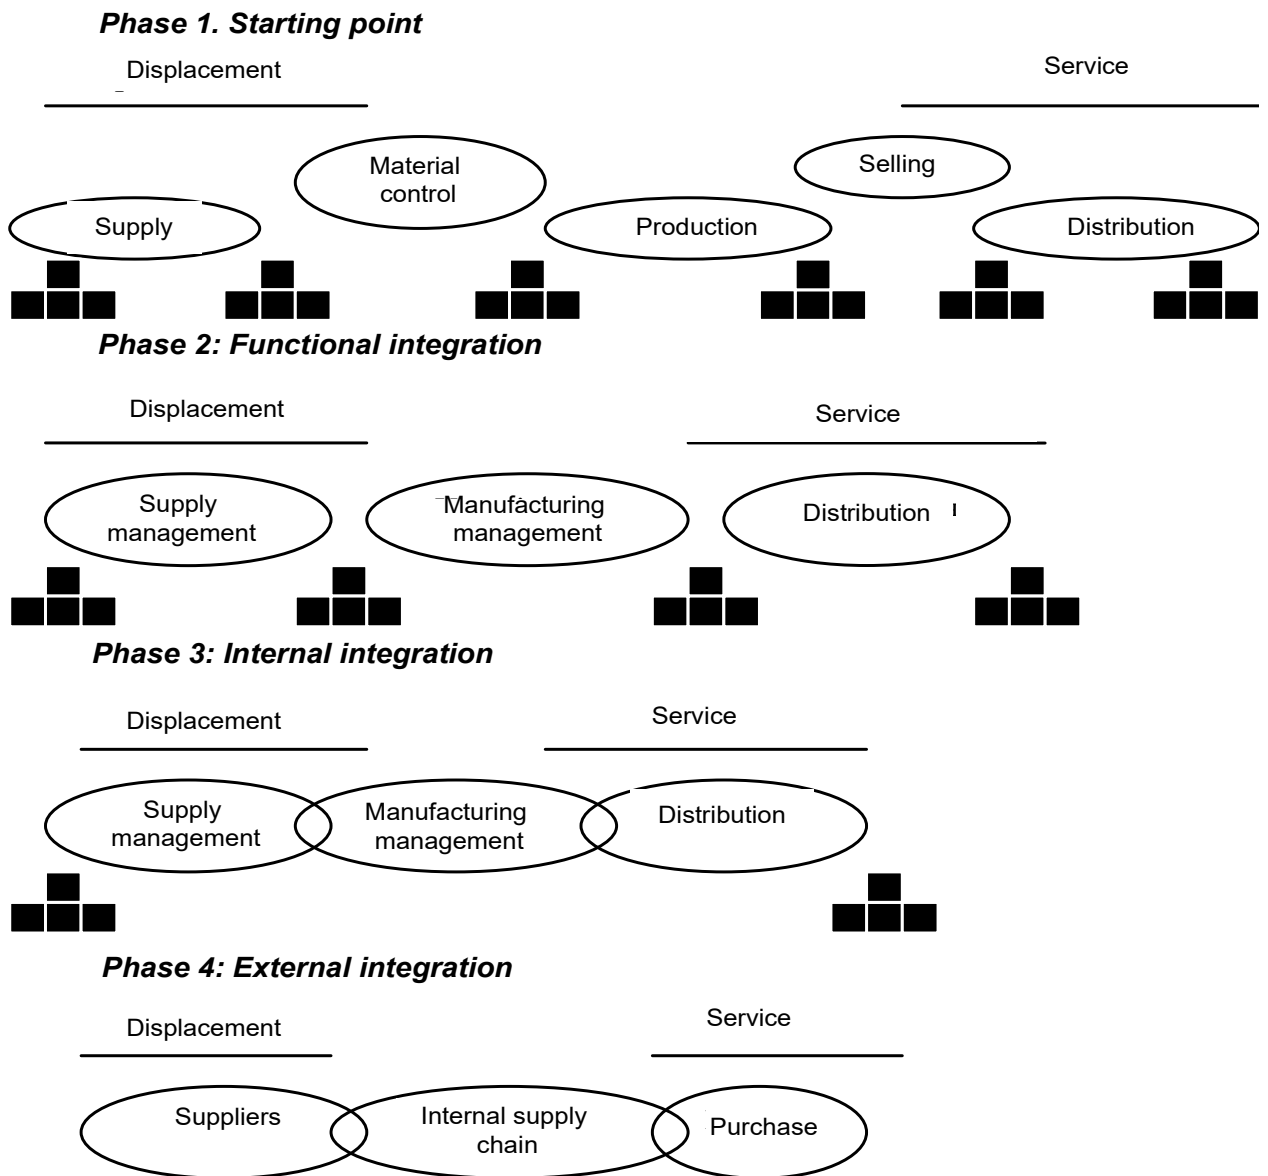 Phase 1. Starting point
Displacement
Service
Material
control
Selling
Supply
Production
Distribution
Phase 2: Functional integration
Displacement
Service
Supply
management
Manufacturing
management
Distribution
Phase 3: Internal integration
Displacement
Service
Supply
management
Manufacturing
management
Distribution
Phase 4: External integration
Displacement
Service
Suppliers
Internal supply
chain
Purchase